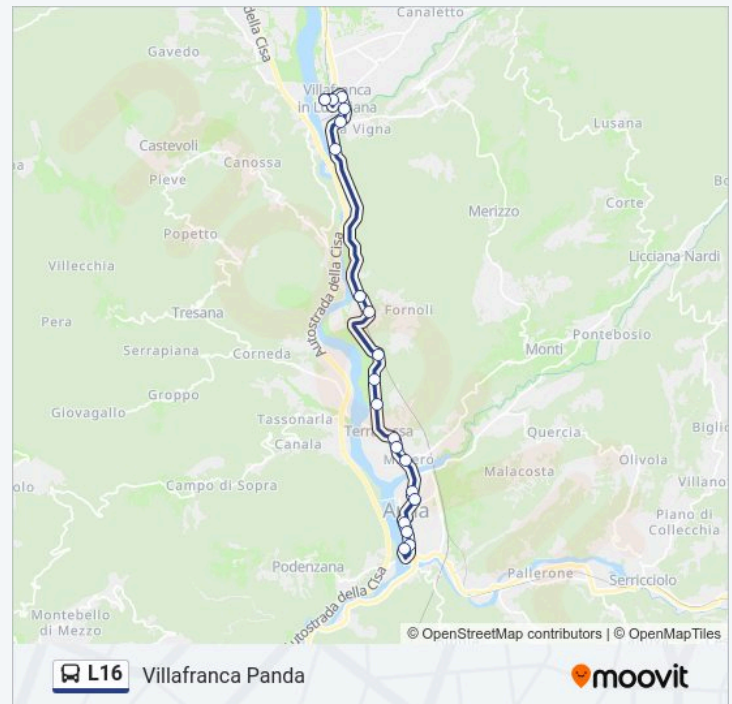 Canaletto
della Cisa
Gavedo
Villafranca
in Lunigiana
La Vigna
Lusana
Castevoli
Canossa
Pieve
Corte
Merizzo
Popetto
Licciana Nardi
Villecchia
Autostrada della Cisa
Tresana
Fornoli
Pera
Pontebosio
Serrapiana
Corneda
Monti
Groppo
Giovagallo
Tassonarla
Canala
Terrarossa
Quercia
Olivola
Malacosta
Campo di Sopra
Villano
Aulla
Piano di
Collecchia
Podenzana
Pallerone
Serricciolo
Autostrada della Cisa
Montebello
di Mezzo
© OpenStreetMap contributors | © OpenMapTiles
L16 Villafranca Panda
moovit